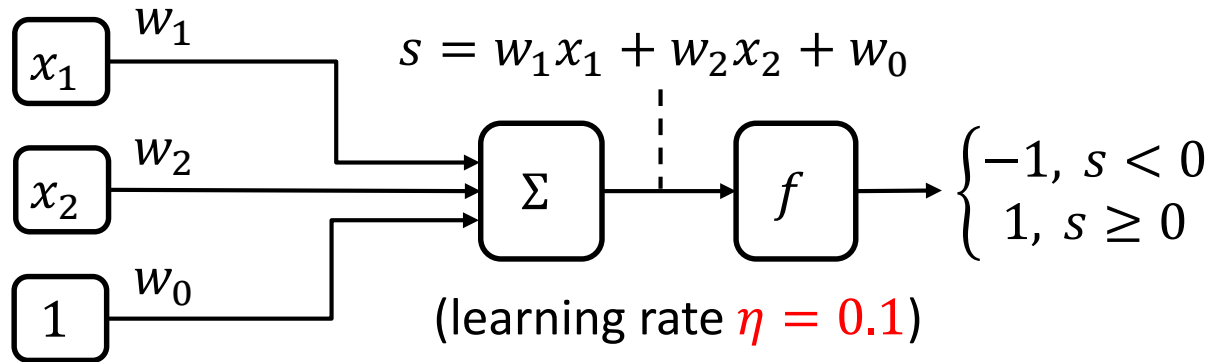 w₁
x₁
s = w₁x₁ + w₂x₂ + w₀
w₂
x₂
Σ
f
−1, s < 0
1, s ≥ 0
w₀
1
(learning rate η = 0.1)